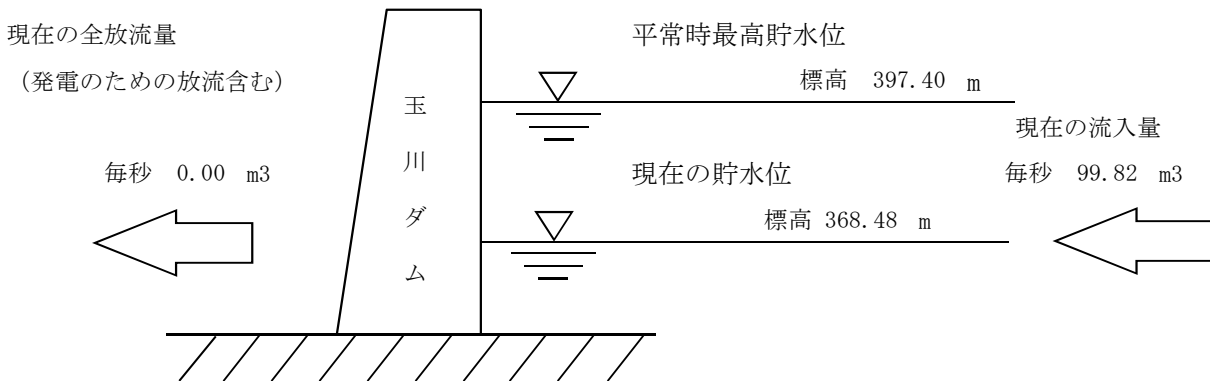 現在の全放流量
（発電のための放流含む）
毎秒　0.00　m3
玉川ダム
平常時最高貯水位
標高　397.40　m
現在の貯水位
標高 368.48　m
現在の流入量
毎秒　99.82　m3